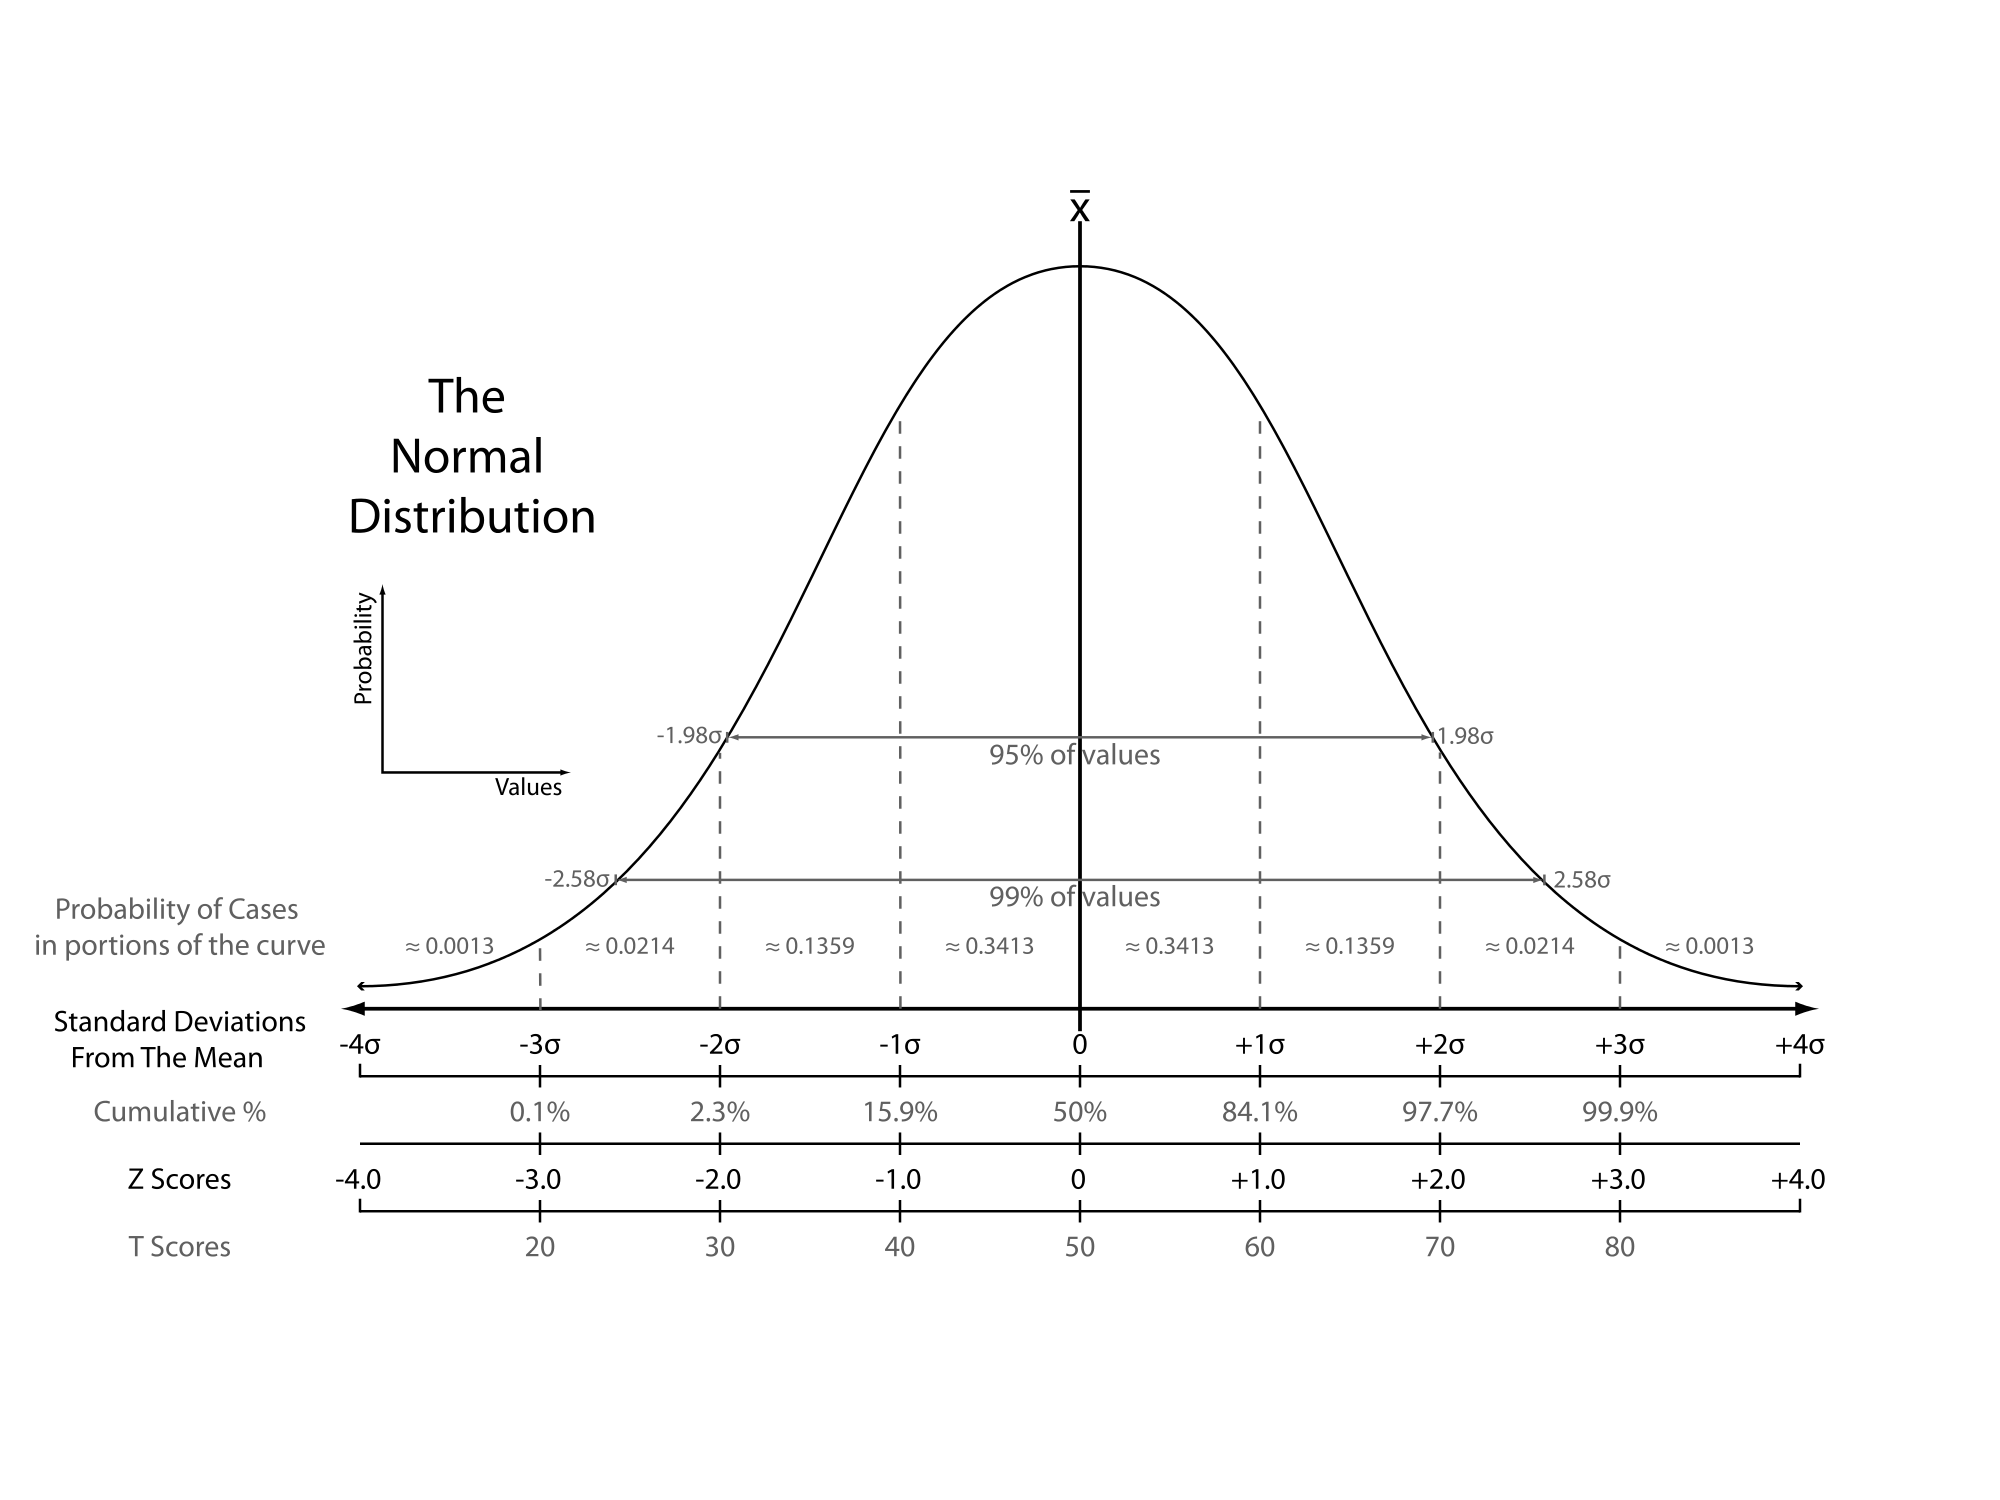 x̅
The
Normal
Distribution
Probability
Values
-1.98σ 1.98σ
95% of values
-2.58σ 2.58σ
99% of values
Probability of Cases
in portions of the curve
≈ 0.0013 ≈ 0.0214 ≈ 0.1359 ≈ 0.3413 ≈ 0.3413 ≈ 0.1359 ≈ 0.0214 ≈ 0.0013
Standard Deviations
From The Mean
-4σ -3σ -2σ -1σ 0 +1σ +2σ +3σ +4σ
Cumulative % 0.1% 2.3% 15.9% 50% 84.1% 97.7% 99.9%
Z Scores -4.0 -3.0 -2.0 -1.0 0 +1.0 +2.0 +3.0 +4.0
T Scores 20 30 40 50 60 70 80